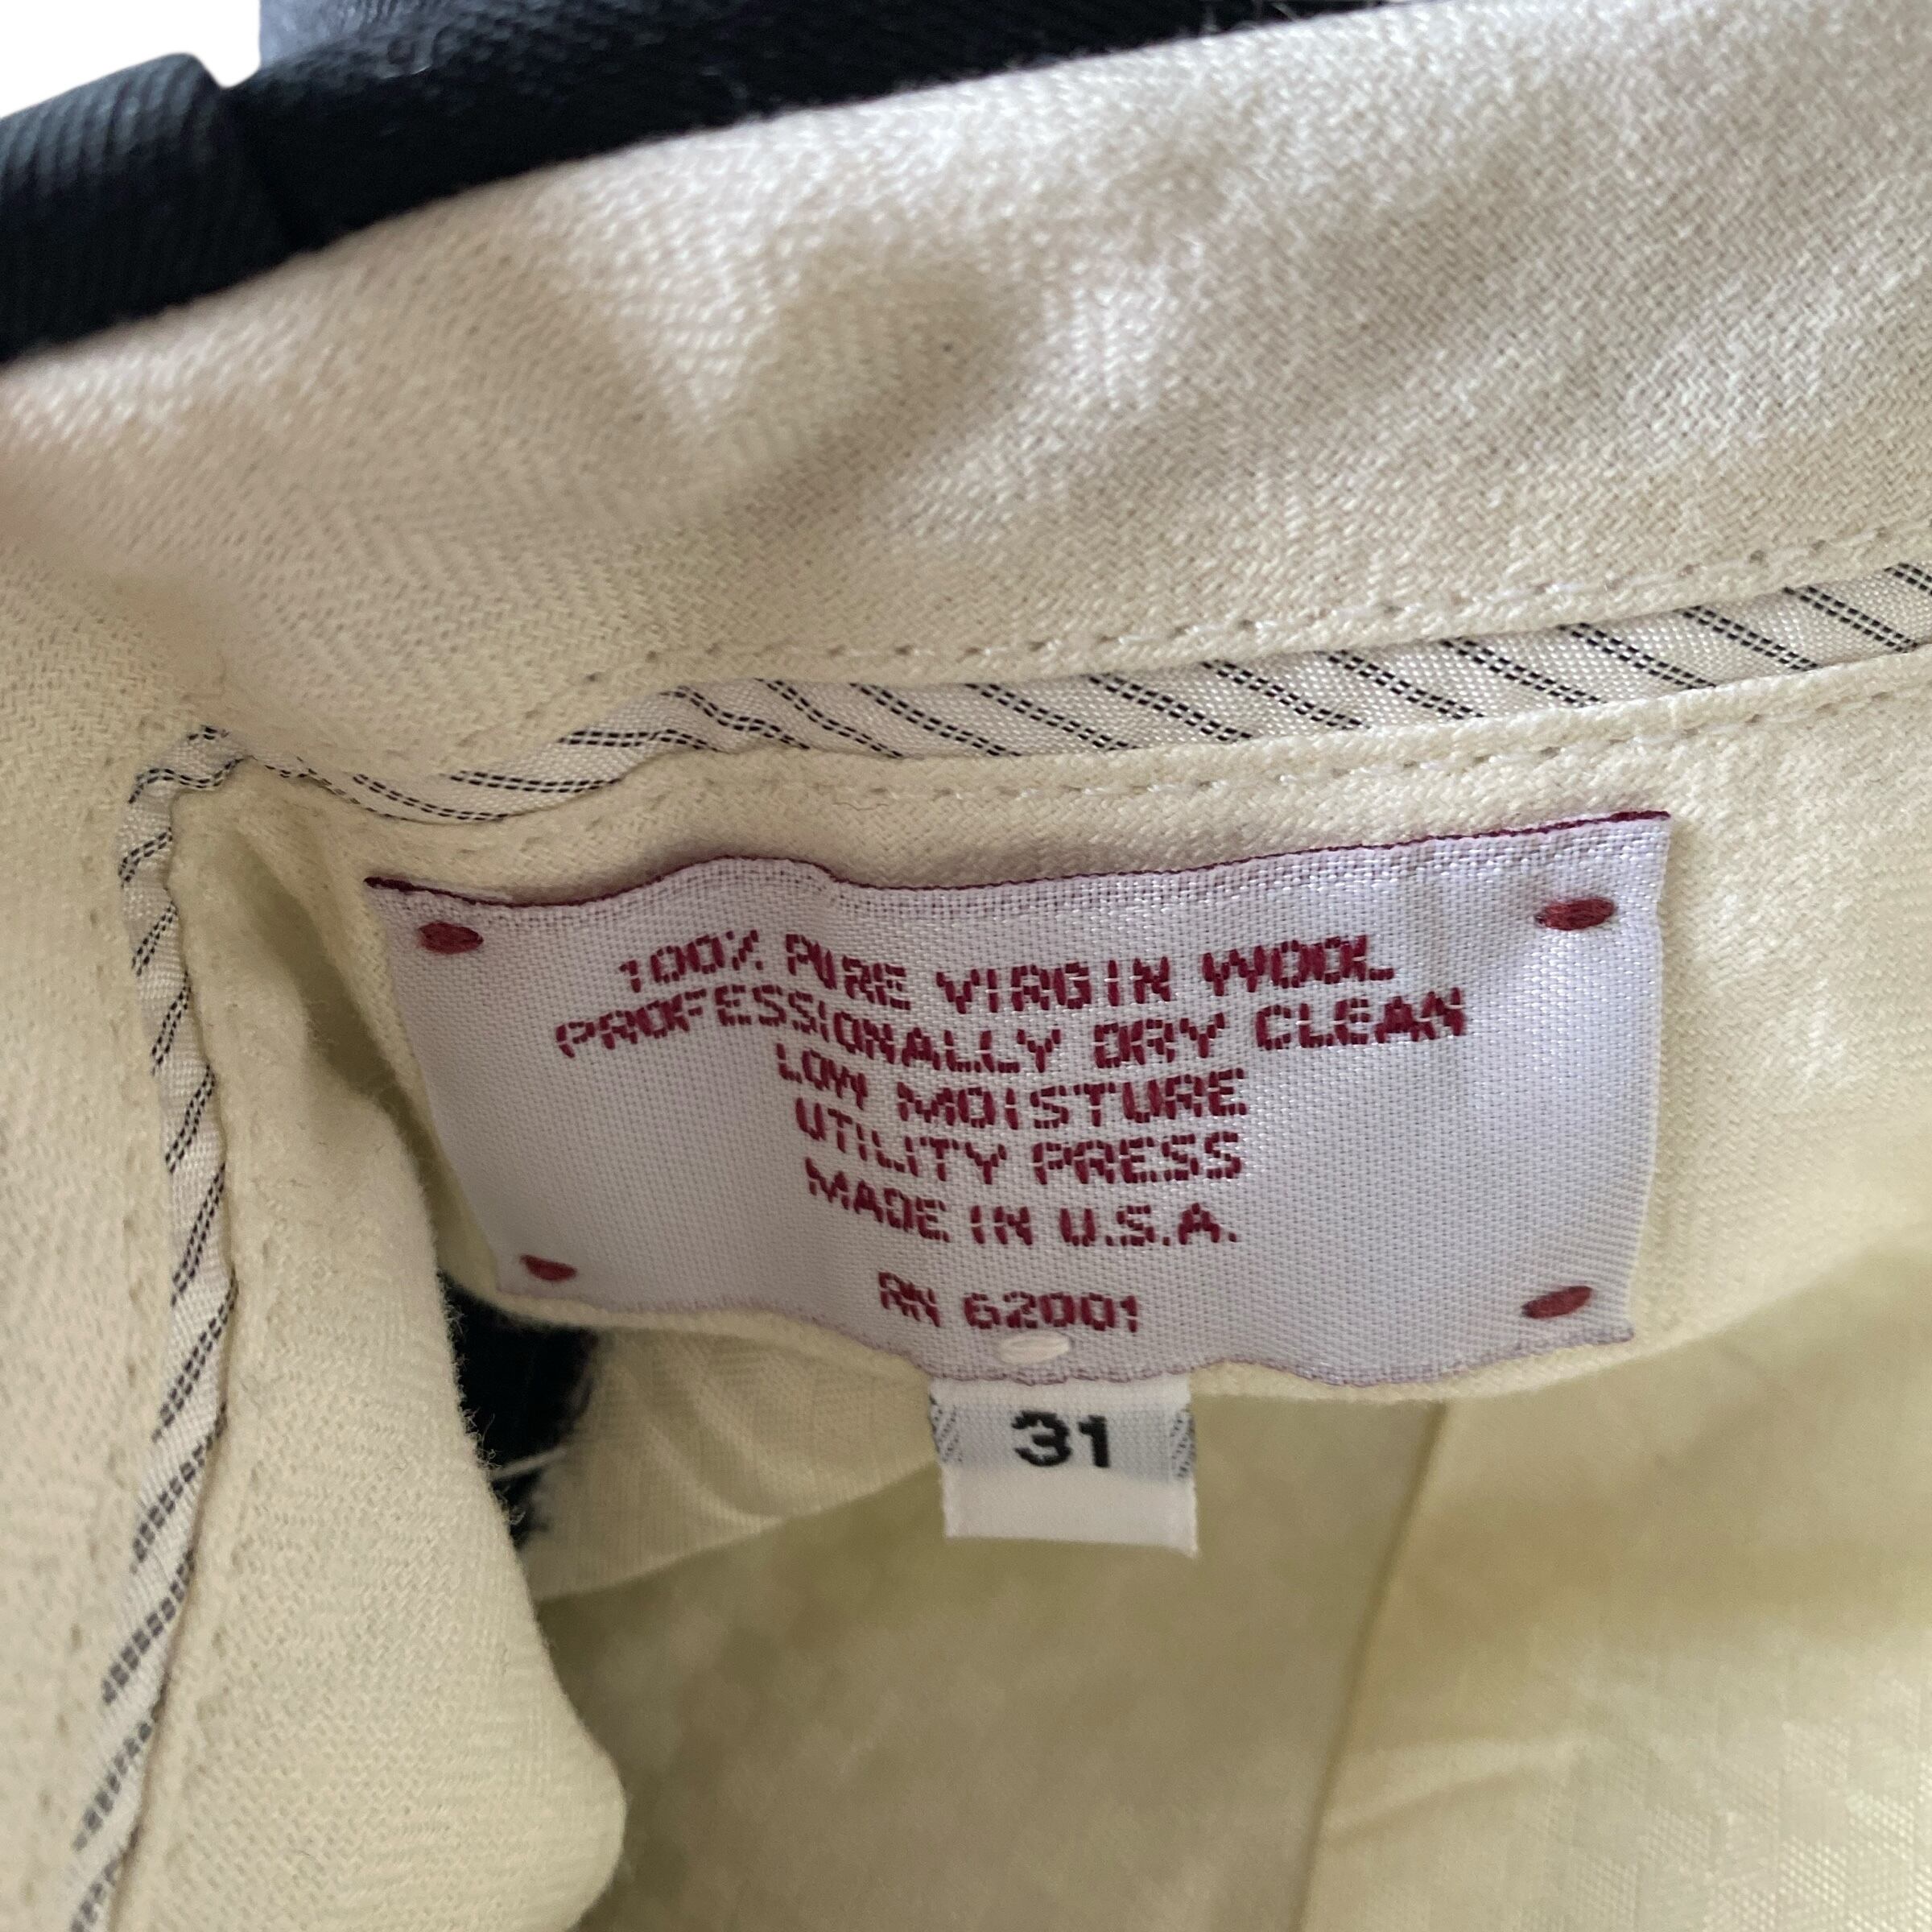 100% PURE VIRGIN WOOL
PROFESSIONALLY DRY CLEAN
LOW MOISTURE
UTILITY PRESS
MADE IN U.S.A.
RN 62001
31